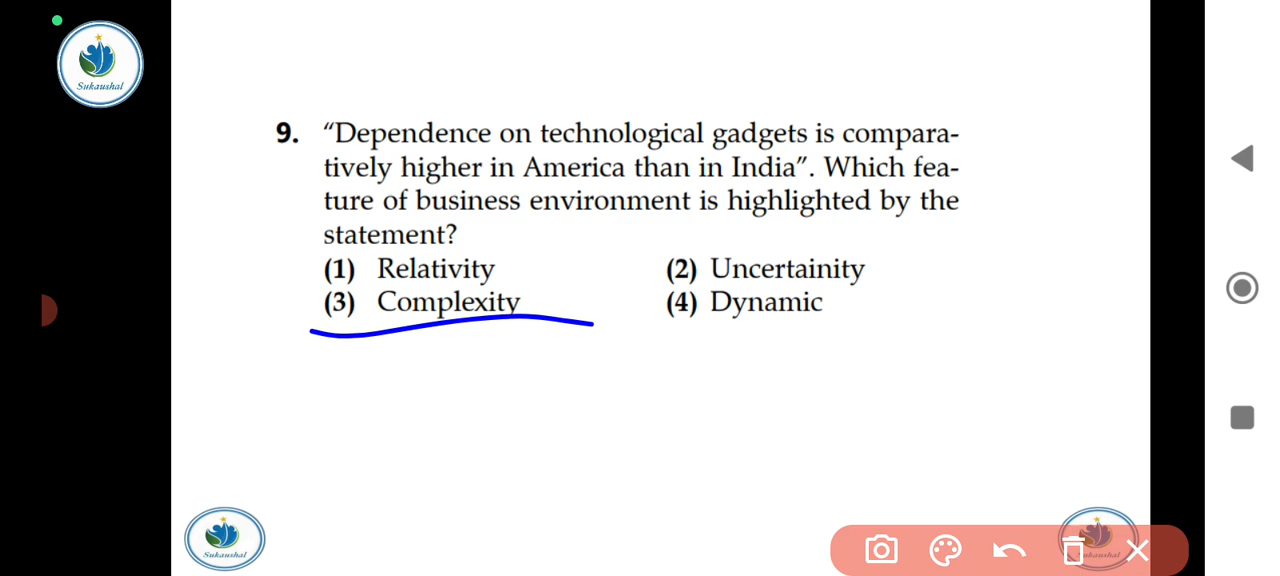 Sukaushal
9. “Dependence on technological gadgets is compara-
tively higher in America than in India”. Which fea-
ture of business environment is highlighted by the
statement?
(1) Relativity (2) Uncertainity
(3) Complexity (4) Dynamic
Sukaushal
Sukaushal